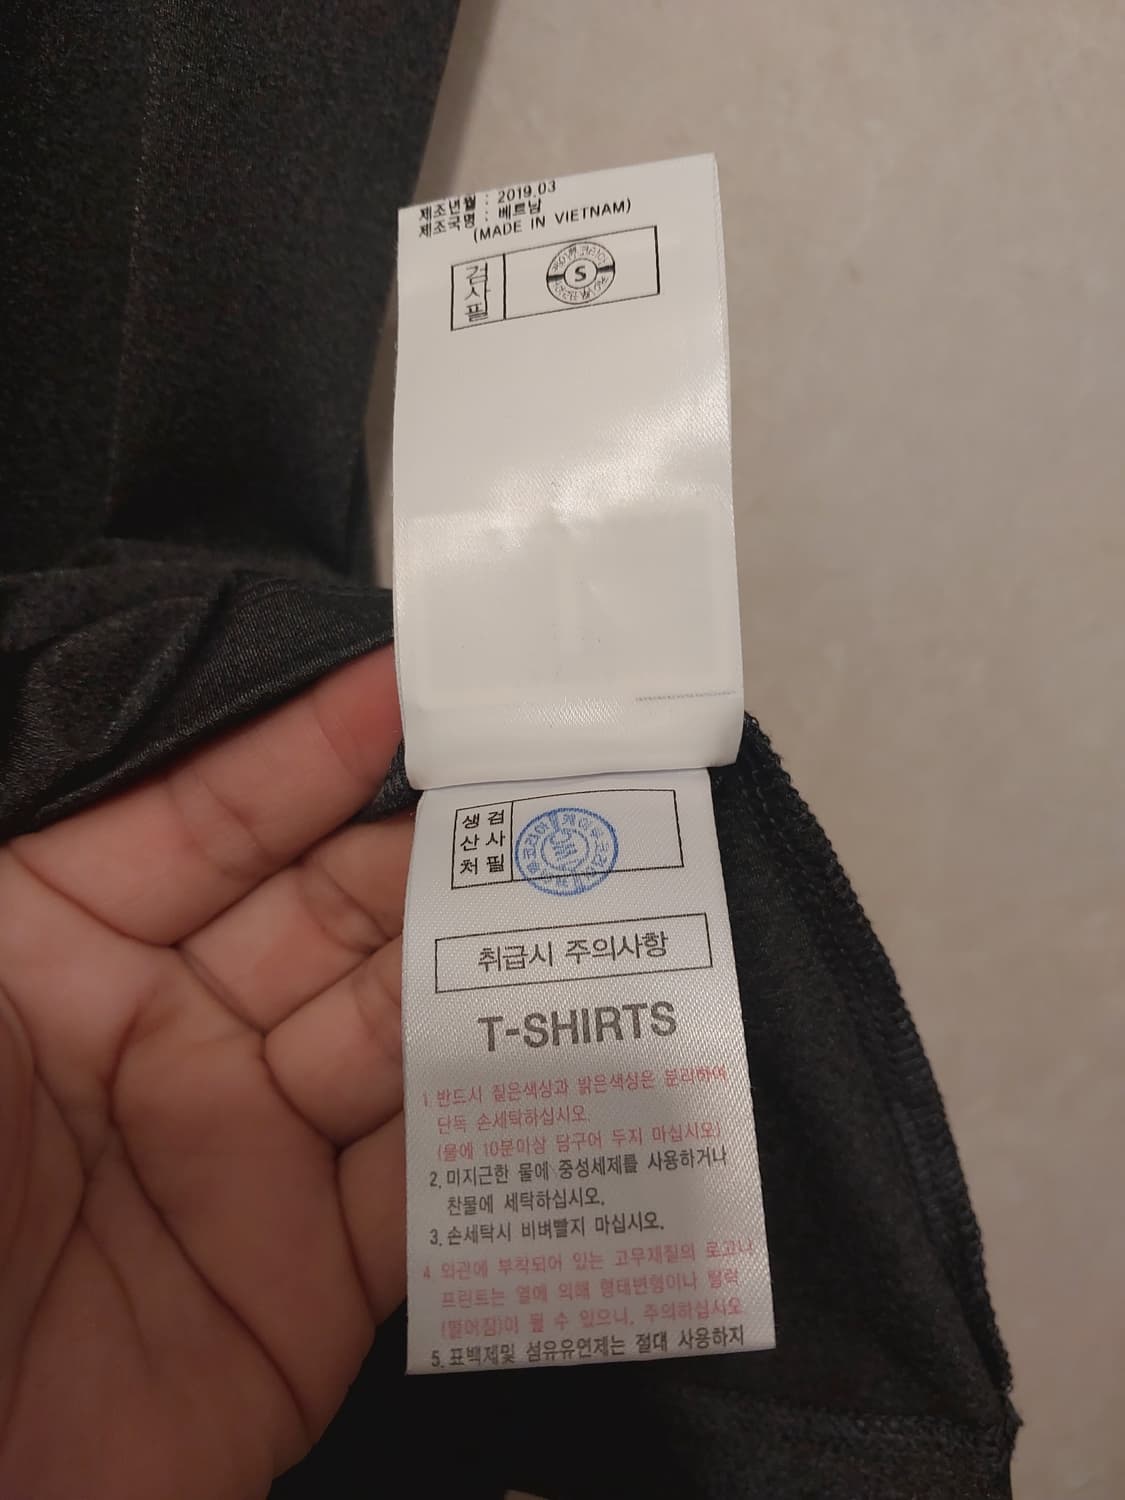 제조년월 : 2019.03
제조국명 : 베트남
(MADE IN VIETNAM)
검사필
S
생산처 검사필
취급시 주의사항
T-SHIRTS
1. 반드시 짙은색상과 밝은색상은 분리하여
단독 손세탁하십시오.
(물에 10분이상 담구어 두지 마십시오)
2. 미지근한 물에 중성세제를 사용하거나
찬물에 세탁하십시오.
3. 손세탁시 비벼빨지 마십시오.
4. 외관에 부착되어 있는 고무재질의 로고나
프린트는 열에 의해 형태변형이나 탈락
(떨어짐)이 될 수 있으니, 주의하십시오.
5. 표백제및 섬유유연제는 절대 사용하지